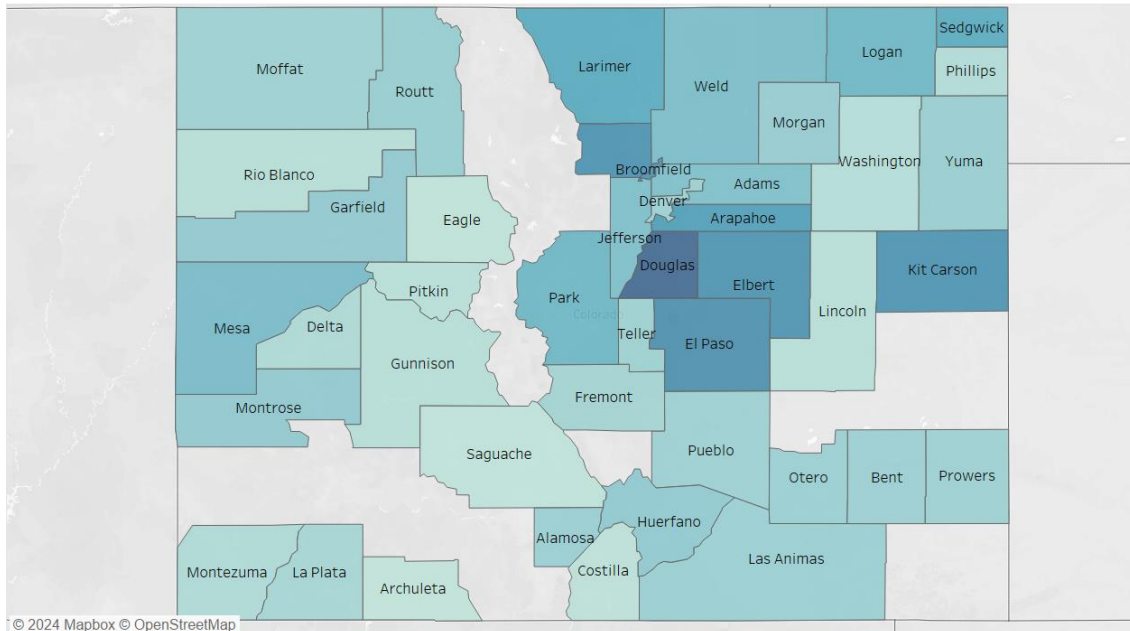 Sedgwick
Moffat
Larimer
Logan
Phillips
Routt
Weld
Morgan
Washington
Yuma
Broomfield
Rio Blanco
Adams
Denver
Garfield
Eagle
Arapahoe
Jefferson
Douglas
Kit Carson
Elbert
Pitkin
Park
Lincoln
Colorado
Mesa
Delta
Teller
El Paso
Gunnison
Fremont
Montrose
Pueblo
Saguache
Otero
Bent
Prowers
Huerfano
Alamosa
Las Animas
Costilla
Montezuma
La Plata
Archuleta
© 2024 Mapbox © OpenStreetMap